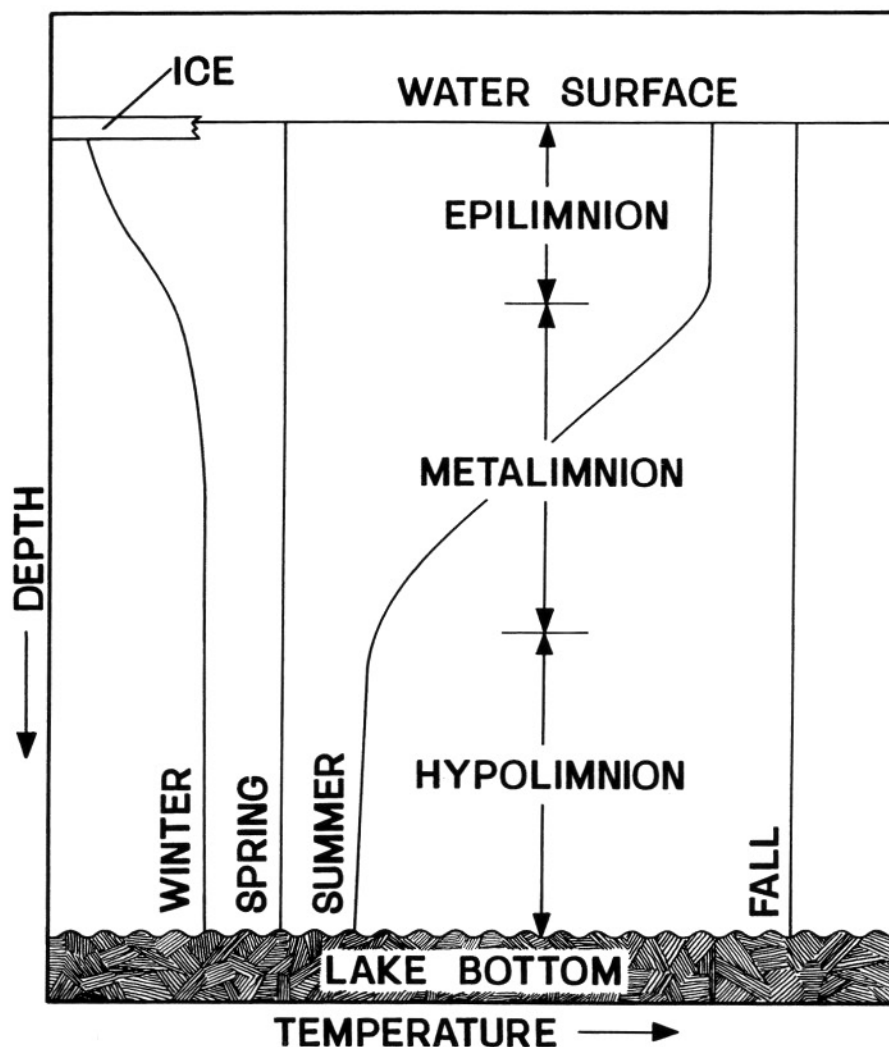 ICE
WATER SURFACE
EPILIMNION
METALIMNION
HYPOLIMNION
DEPTH
WINTER
SPRING
SUMMER
FALL
LAKE BOTTOM
TEMPERATURE